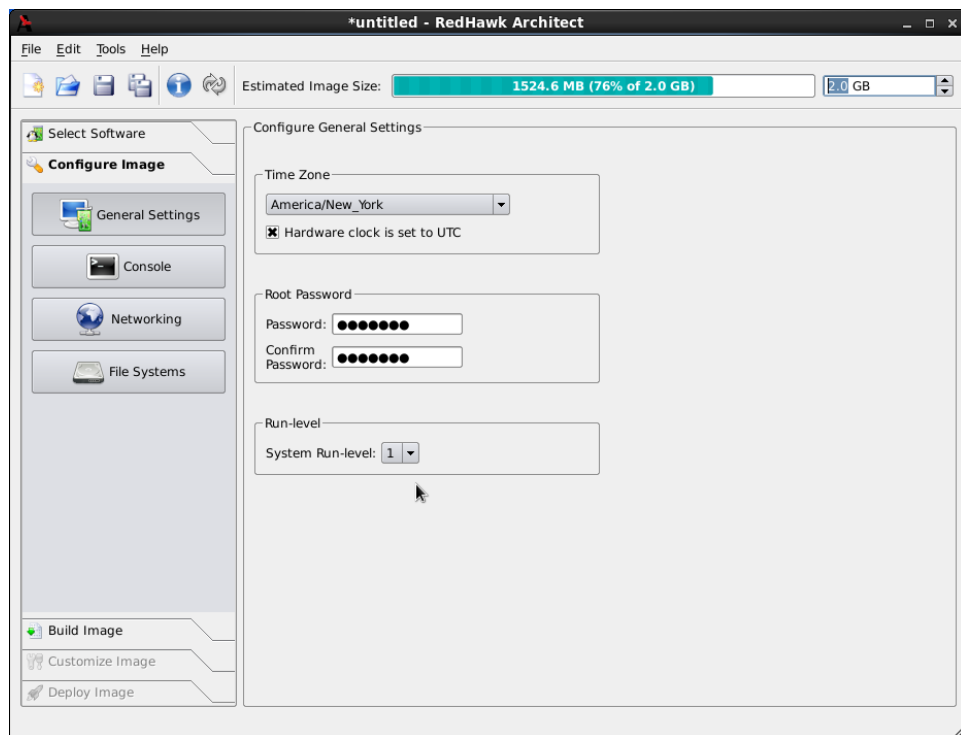 *untitled - RedHawk Architect
File Edit Tools Help
Estimated Image Size: 1524.6 MB (76% of 2.0 GB) 2.0 GB
Select Software
Configure Image
General Settings
Console
Networking
File Systems
Build Image
Customize Image
Deploy Image
Configure General Settings
Time Zone
America/New_York
Hardware clock is set to UTC
Root Password
Password: ●●●●●●●
Confirm
Password: ●●●●●●●
Run-level
System Run-level: 1